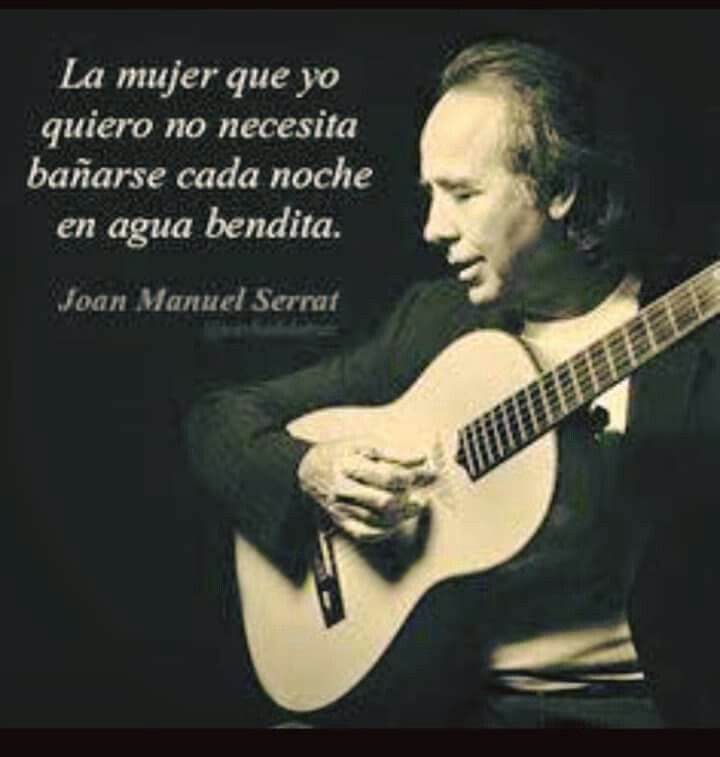 La mujer que yo
quiero no necesita
bañarse cada noche
en agua bendita.
Joan Manuel Serrat